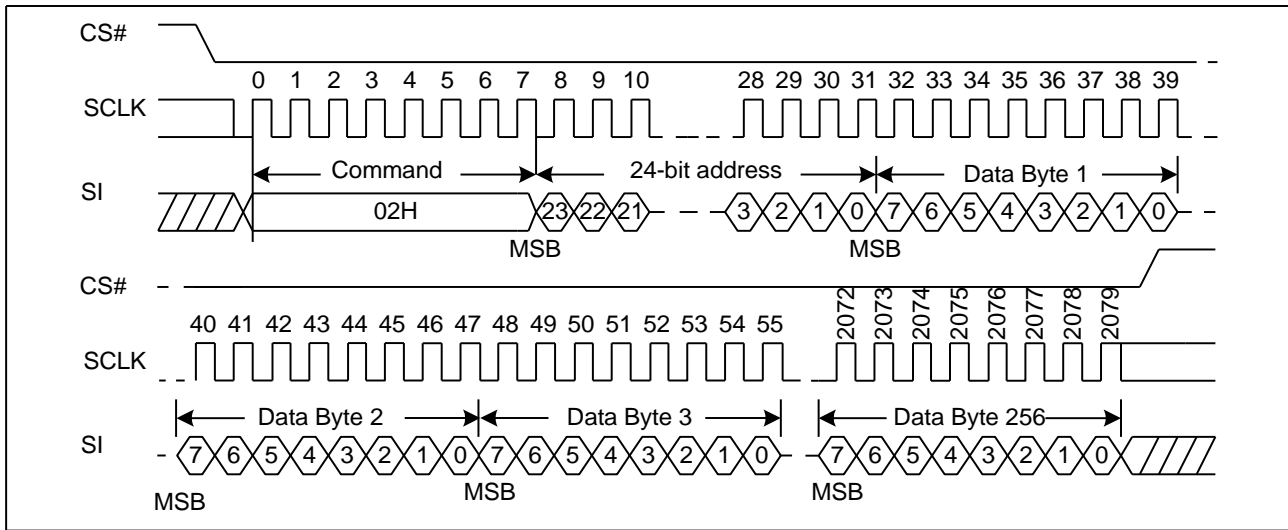 CS#
0 1 2 3 4 5 6 7 8 9 10 28 29 30 31 32 33 34 35 36 37 38 39
SCLK
Command 24-bit address Data Byte 1
SI
02H 23 22 21 3 2 1 0 7 6 5 4 3 2 1 0
MSB MSB
CS#
40 41 42 43 44 45 46 47 48 49 50 51 52 53 54 55 2072 2073 2074 2075 2076 2077 2078 2079
SCLK
Data Byte 2 Data Byte 3 Data Byte 256
SI
7 6 5 4 3 2 1 0 7 6 5 4 3 2 1 0 7 6 5 4 3 2 1 0
MSB MSB MSB